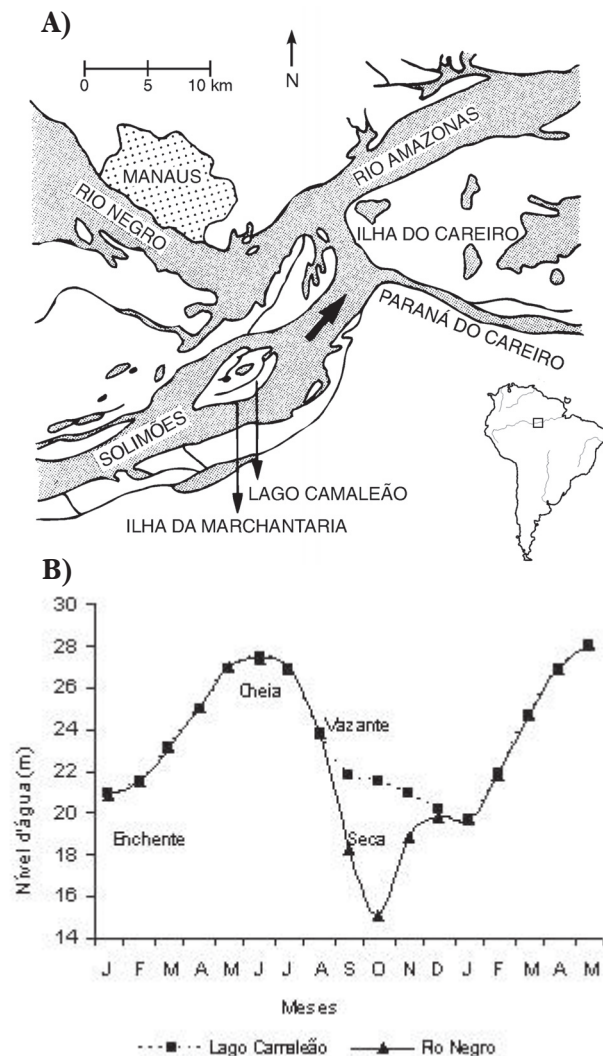 A)
0 5 10 km
N
MANAUS
RIO NEGRO
RIO AMAZONAS
ILHA DO CAREIRO
PARANÁ DO CAREIRO
SOLIMÕES
LAGO CAMALEÃO
ILHA DA MARCHANTARIA
B)
Nível d'água (m)
30
28
26
24
22
20
18
16
14
Cheia
Vazante
Enchente
Seca
J F M A M J J A S O N D J F M A M
Meses
Lago Camaleão Rio Negro